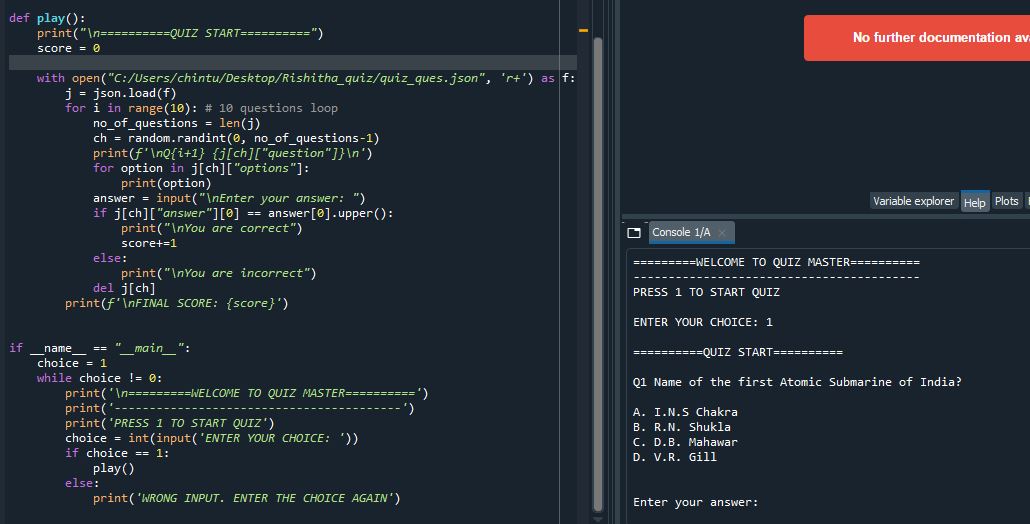 def play():
    print("\n==========QUIZ START==========")
    score = 0
    with open("C:/Users/chintu/Desktop/Rishitha_quiz/quiz_ques.json", 'r+') as f:
        j = json.load(f)
        for i in range(10): # 10 questions loop
            no_of_questions = len(j)
            ch = random.randint(0, no_of_questions-1)
            print(f'\nQ{i+1} {j[ch]["question"]}\n')
            for option in j[ch]["options"]:
                print(option)
            answer = input("\nEnter your answer: ")
            if j[ch]["answer"][0] == answer[0].upper():
                print("\nYou are correct")
                score+=1
            else:
                print("\nYou are incorrect")
            del j[ch]
        print(f'\nFINAL SCORE: {score}')
if __name__ == "__main__":
    choice = 1
    while choice != 0:
        print('\n=========WELCOME TO QUIZ MASTER==========')
        print('-----------------------------------------')
        print('PRESS 1 TO START QUIZ')
        choice = int(input('ENTER YOUR CHOICE: '))
        if choice == 1:
            play()
        else:
            print('WRONG INPUT. ENTER THE CHOICE AGAIN')
No further documentation ava
Variable explorer Help Plots
Console 1/A ×
=========WELCOME TO QUIZ MASTER==========
-----------------------------------------
PRESS 1 TO START QUIZ
ENTER YOUR CHOICE: 1
==========QUIZ START==========
Q1 Name of the first Atomic Submarine of India?
A. I.N.S Chakra
B. R.N. Shukla
C. D.B. Mahawar
D. V.R. Gill
Enter your answer: